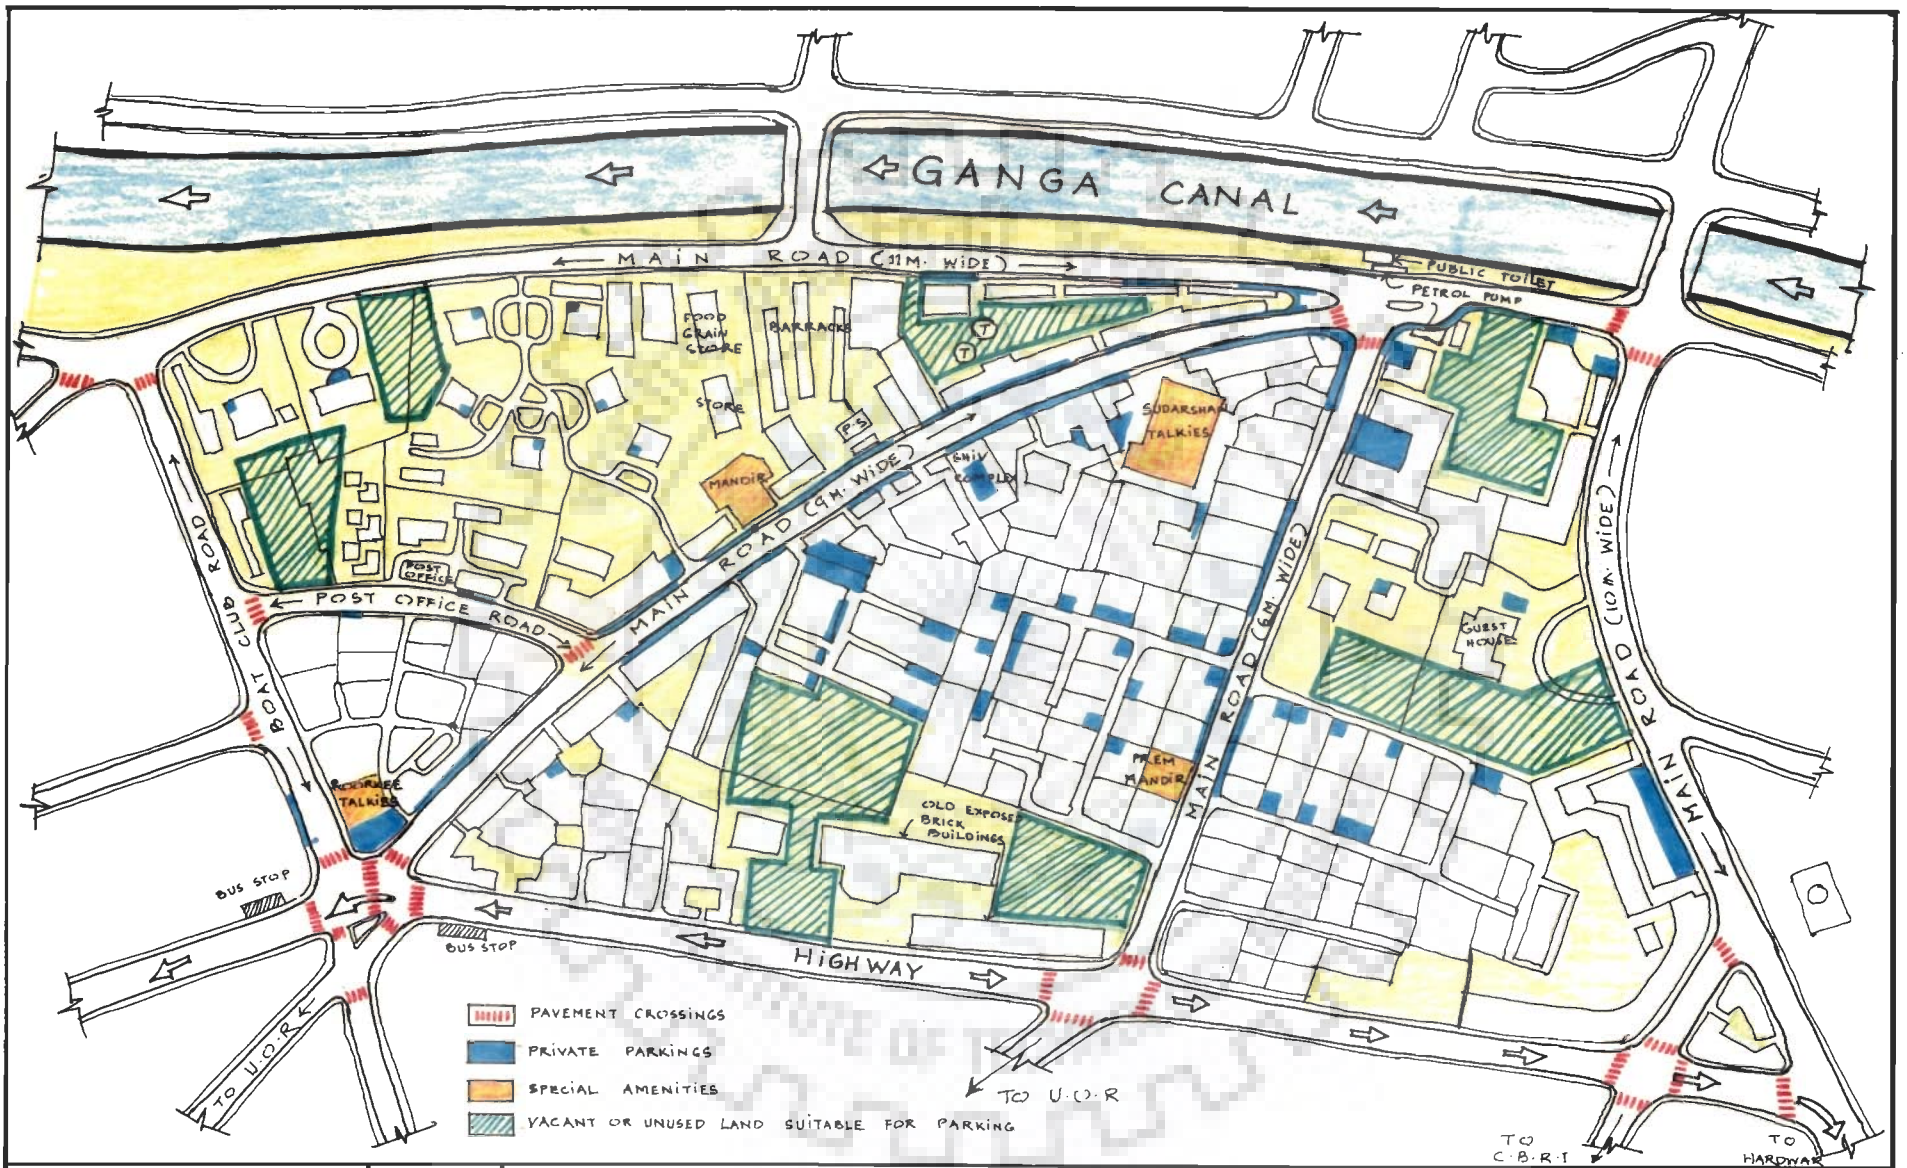 GANGA CANAL
MAIN ROAD (11M. WIDE)
PUBLIC TOILET
PETROL PUMP
FOOD
GRAIN
STORE
BARRACKS
T
T
STORE
P.S
SUDARSHAN
TALKIES
MANDIR
SHIV
COMPLEX
MAIN ROAD (9M. WIDE)
POST
OFFICE
POST OFFICE ROAD
BOAT CLUB ROAD
MAIN ROAD (6M. WIDE)
MAIN ROAD (10M. WIDE)
GUEST
HOUSE
PREM
MANDIR
MAIN
ROORKEE
TALKIES
OLD EXPOSED
BRICK
BUILDINGS
BUS STOP
BUS STOP
HIGHWAY
PAVEMENT CROSSINGS
PRIVATE PARKINGS
SPECIAL AMENITIES
VACANT OR UNUSED LAND SUITABLE FOR PARKING
TO U.O.R
TO U.O.R
TO
C.B.R.I
TO
HARDWAR